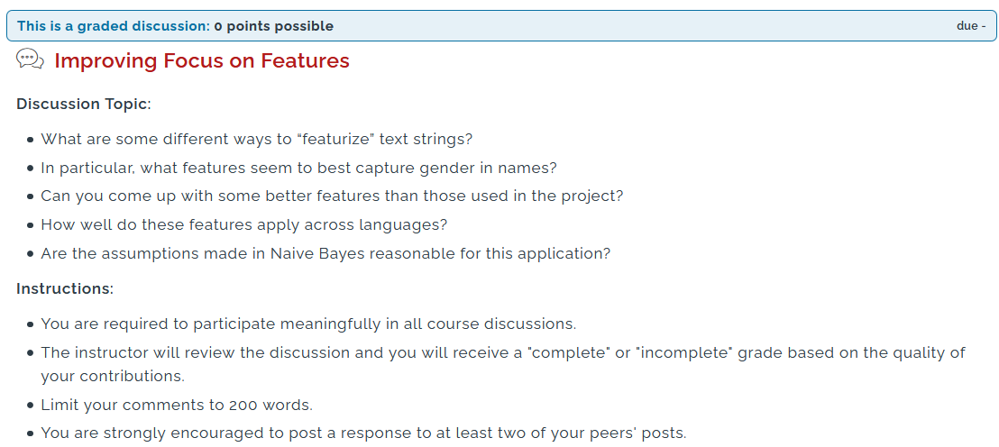 This is a graded discussion: 0 points possible due -
Improving Focus on Features
Discussion Topic:
• What are some different ways to “featurize” text strings?
• In particular, what features seem to best capture gender in names?
• Can you come up with some better features than those used in the project?
• How well do these features apply across languages?
• Are the assumptions made in Naive Bayes reasonable for this application?
Instructions:
• You are required to participate meaningfully in all course discussions.
• The instructor will review the discussion and you will receive a "complete" or "incomplete" grade based on the quality of
your contributions.
• Limit your comments to 200 words.
• You are strongly encouraged to post a response to at least two of your peers' posts.